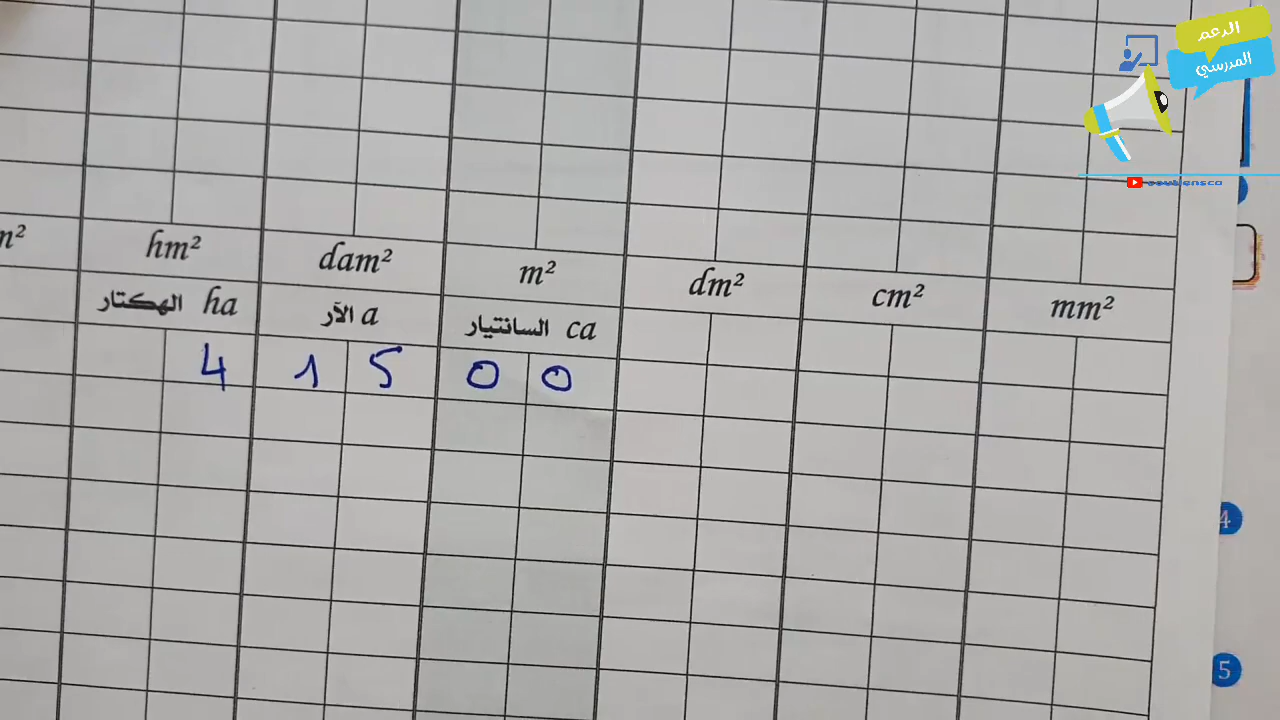 الدعم
المدرسي
soutiensco
m² hm² dam² m² dm² cm² mm²
الهكتار ha الآر a السانتيار ca
4 1 5 0 0
4
5